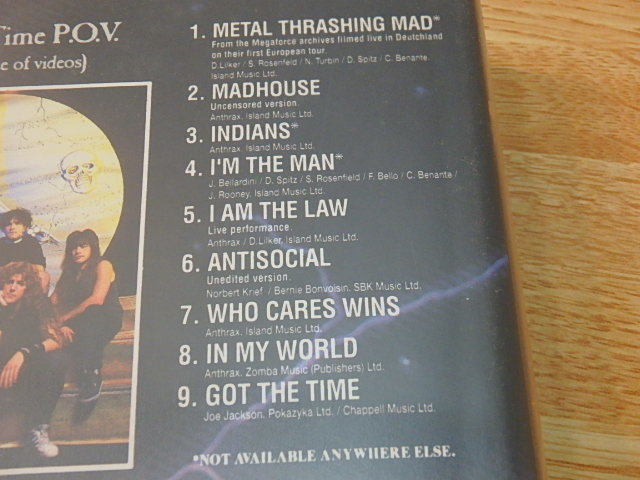 Time P.O.V.
e of videos)
1. METAL THRASHING MAD*
From the Megaforce archives filmed live in Deutchland
on their first European tour.
D.Lilker / S. Rosenfeld / N. Turbin / D. Spitz / C. Benante.
Island Music Ltd.
2. MADHOUSE
Uncensored version.
Anthrax. Island Music Ltd.
3. INDIANS*
Anthrax. Island Music Ltd.
4. I'M THE MAN*
J. Bellardini / D. Spitz / S. Rosenfield / F. Bello / C. Benante /
J. Rooney, Island Music Ltd.
5. I AM THE LAW
Live performance.
Anthrax / D.Lilker, Island Music Ltd.
6. ANTISOCIAL
Unedited version.
Norbert Krief / Bernie Bonvoisin. SBK Music Ltd.
7. WHO CARES WINS
Anthrax. Island Music Ltd.
8. IN MY WORLD
Anthrax. Zomba Music (Publishers) Ltd.
9. GOT THE TIME
Joe Jackson. Pokazyka Ltd. / Chappell Music Ltd.
*NOT AVAILABLE ANYWHERE ELSE.